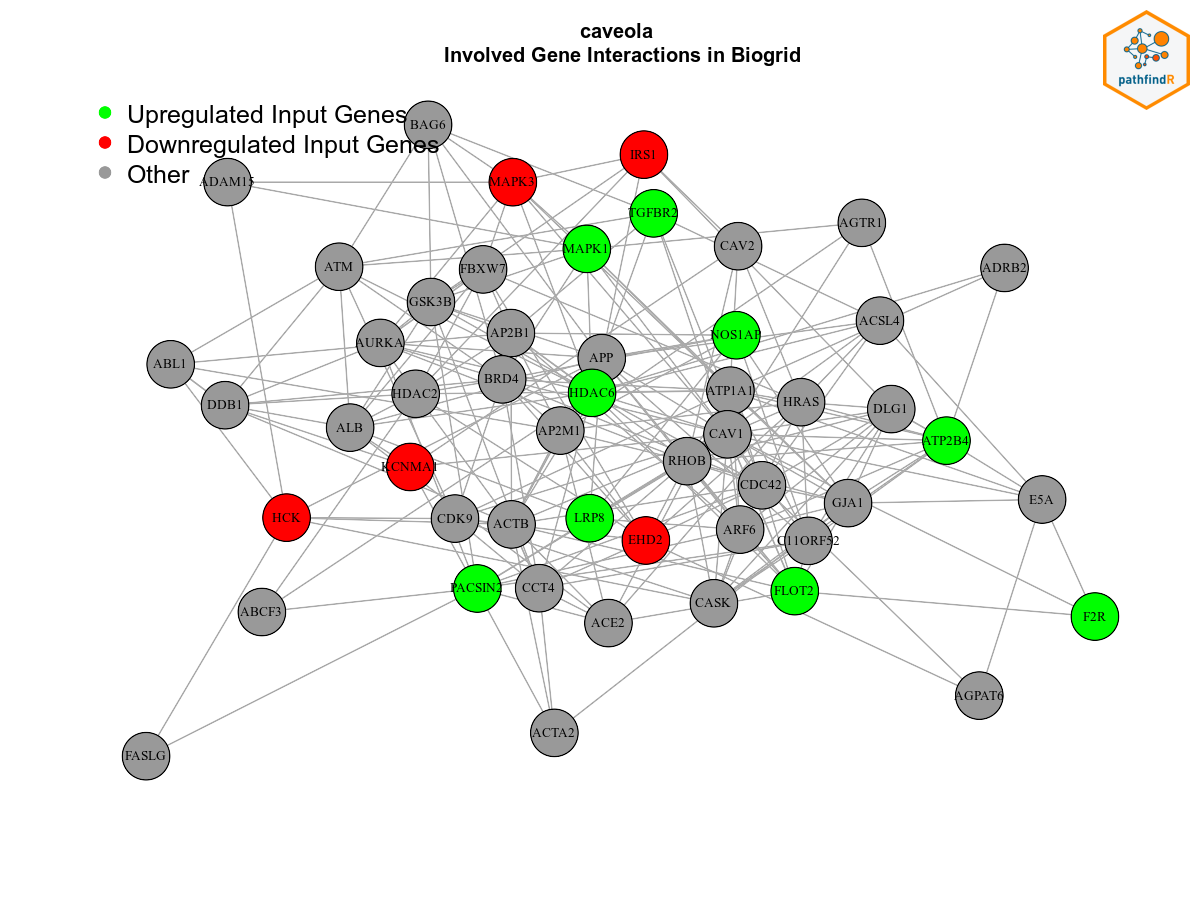 caveola
Involved Gene Interactions in Biogrid
pathfindR
Upregulated Input Genes
Downregulated Input Genes
Other
BAG6
IRS1
ADAM15
MAPK3
TGFBR2
AGTR1
MAPK1
CAV2
ATM
FBXW7
ADRB2
GSK3B
ACSL4
AP2B1
NOS1AP
AURKA
APP
ABL1
BRD4
HDAC2
HDAC6
ATP1A1
HRAS
DDB1
DLG1
ALB
AP2M1
CAV1
ATP2B4
KCNMA1
RHOB
CDC42
E5A
GJA1
HCK
CDK9
ACTB
LRP8
ARF6
EHD2
C11ORF52
PACSIN2
CCT4
FLOT2
CASK
ABCF3
ACE2
F2R
AGPAT6
ACTA2
FASLG